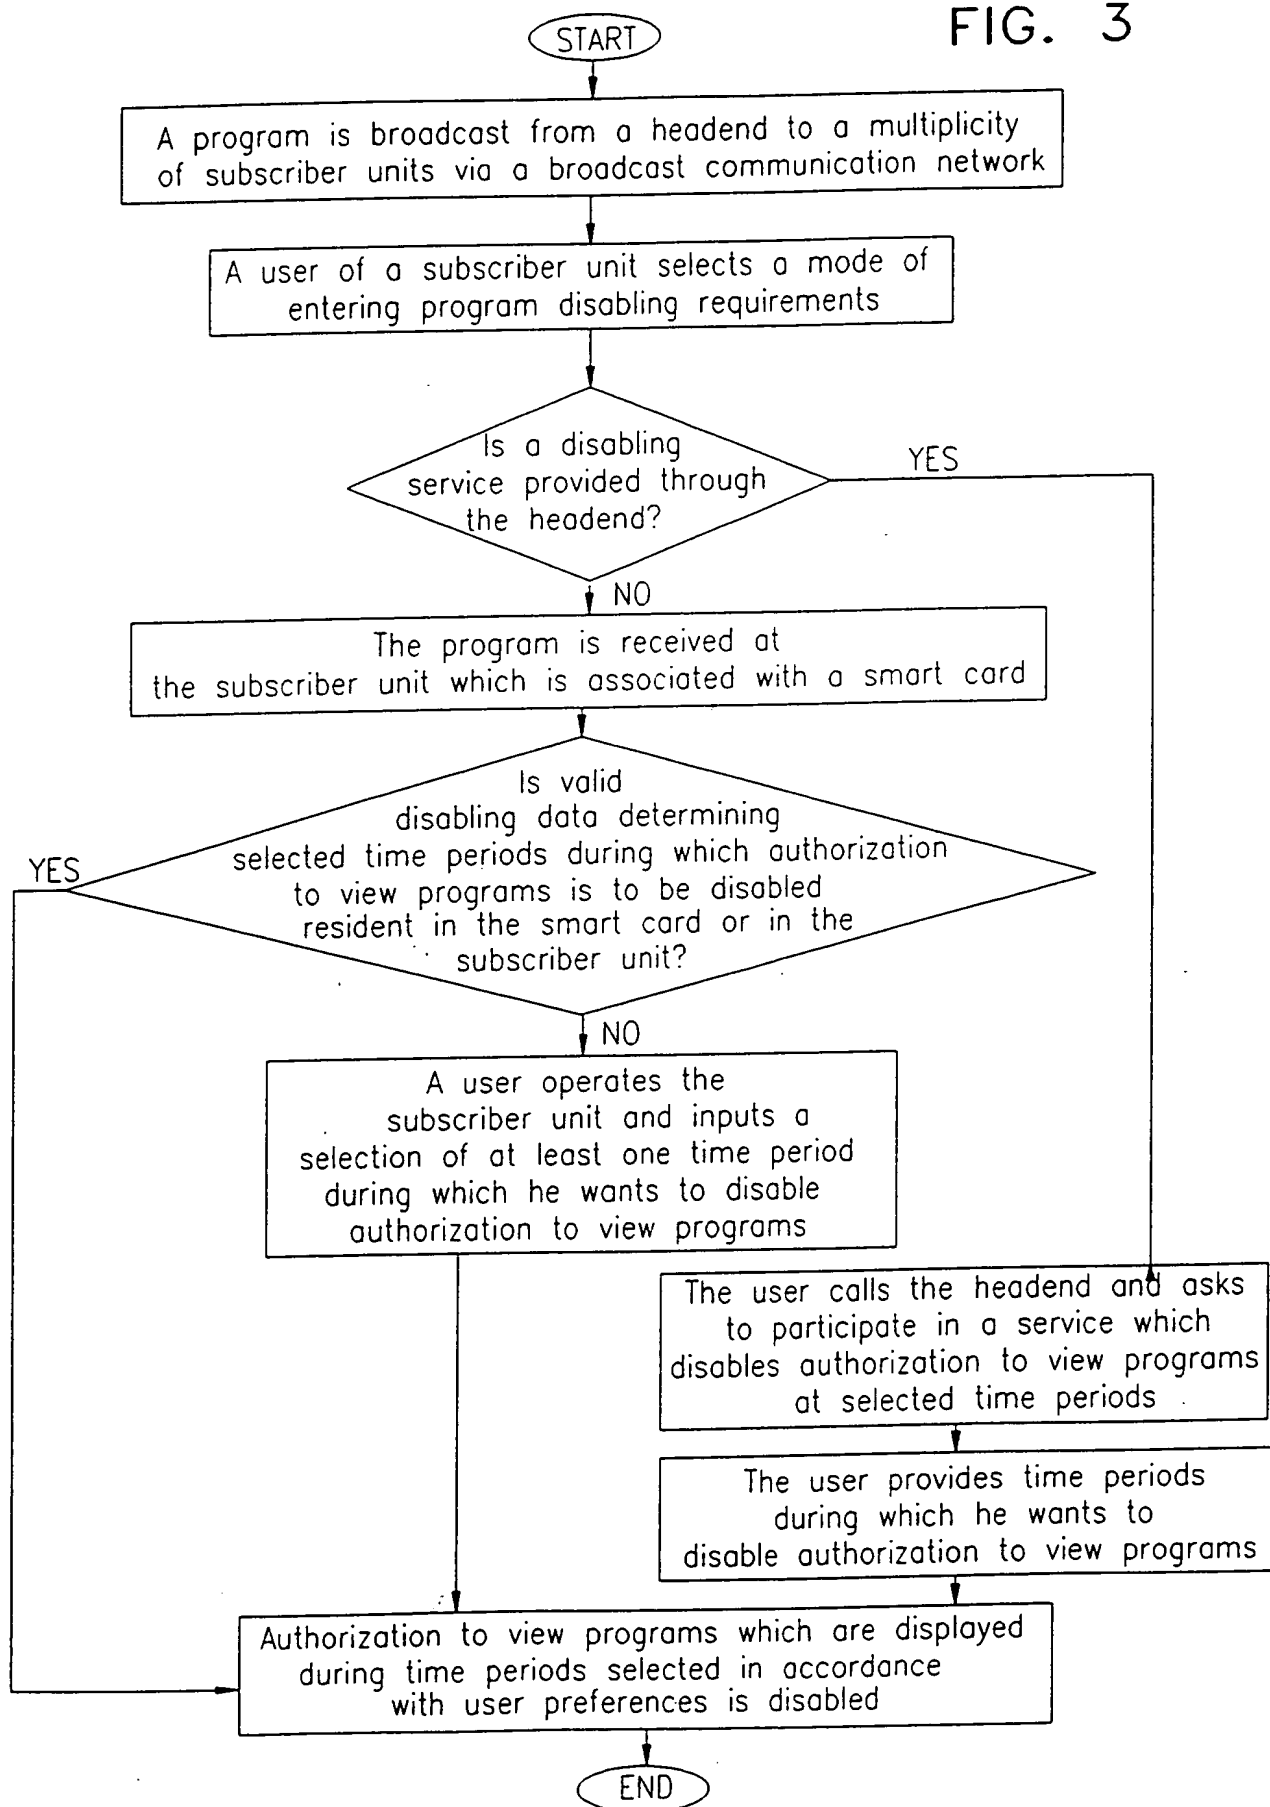 FIG. 3
START
A program is broadcast from a headend to a multiplicity
of subscriber units via a broadcast communication network
A user of a subscriber unit selects a mode of
entering program disabling requirements
Is a disabling
service provided through
the headend?
YES
NO
The program is received at
the subscriber unit which is associated with a smart card
Is valid
disabling data determining
selected time periods during which authorization
to view programs is to be disabled
resident in the smart card or in the
subscriber unit?
YES
NO
A user operates the
subscriber unit and inputs a
selection of at least one time period
during which he wants to disable
authorization to view programs
The user calls the headend and asks
to participate in a service which
disables authorization to view programs
at selected time periods
The user provides time periods
during which he wants to
disable authorization to view programs
Authorization to view programs which are displayed
during time periods selected in accordance
with user preferences is disabled
END